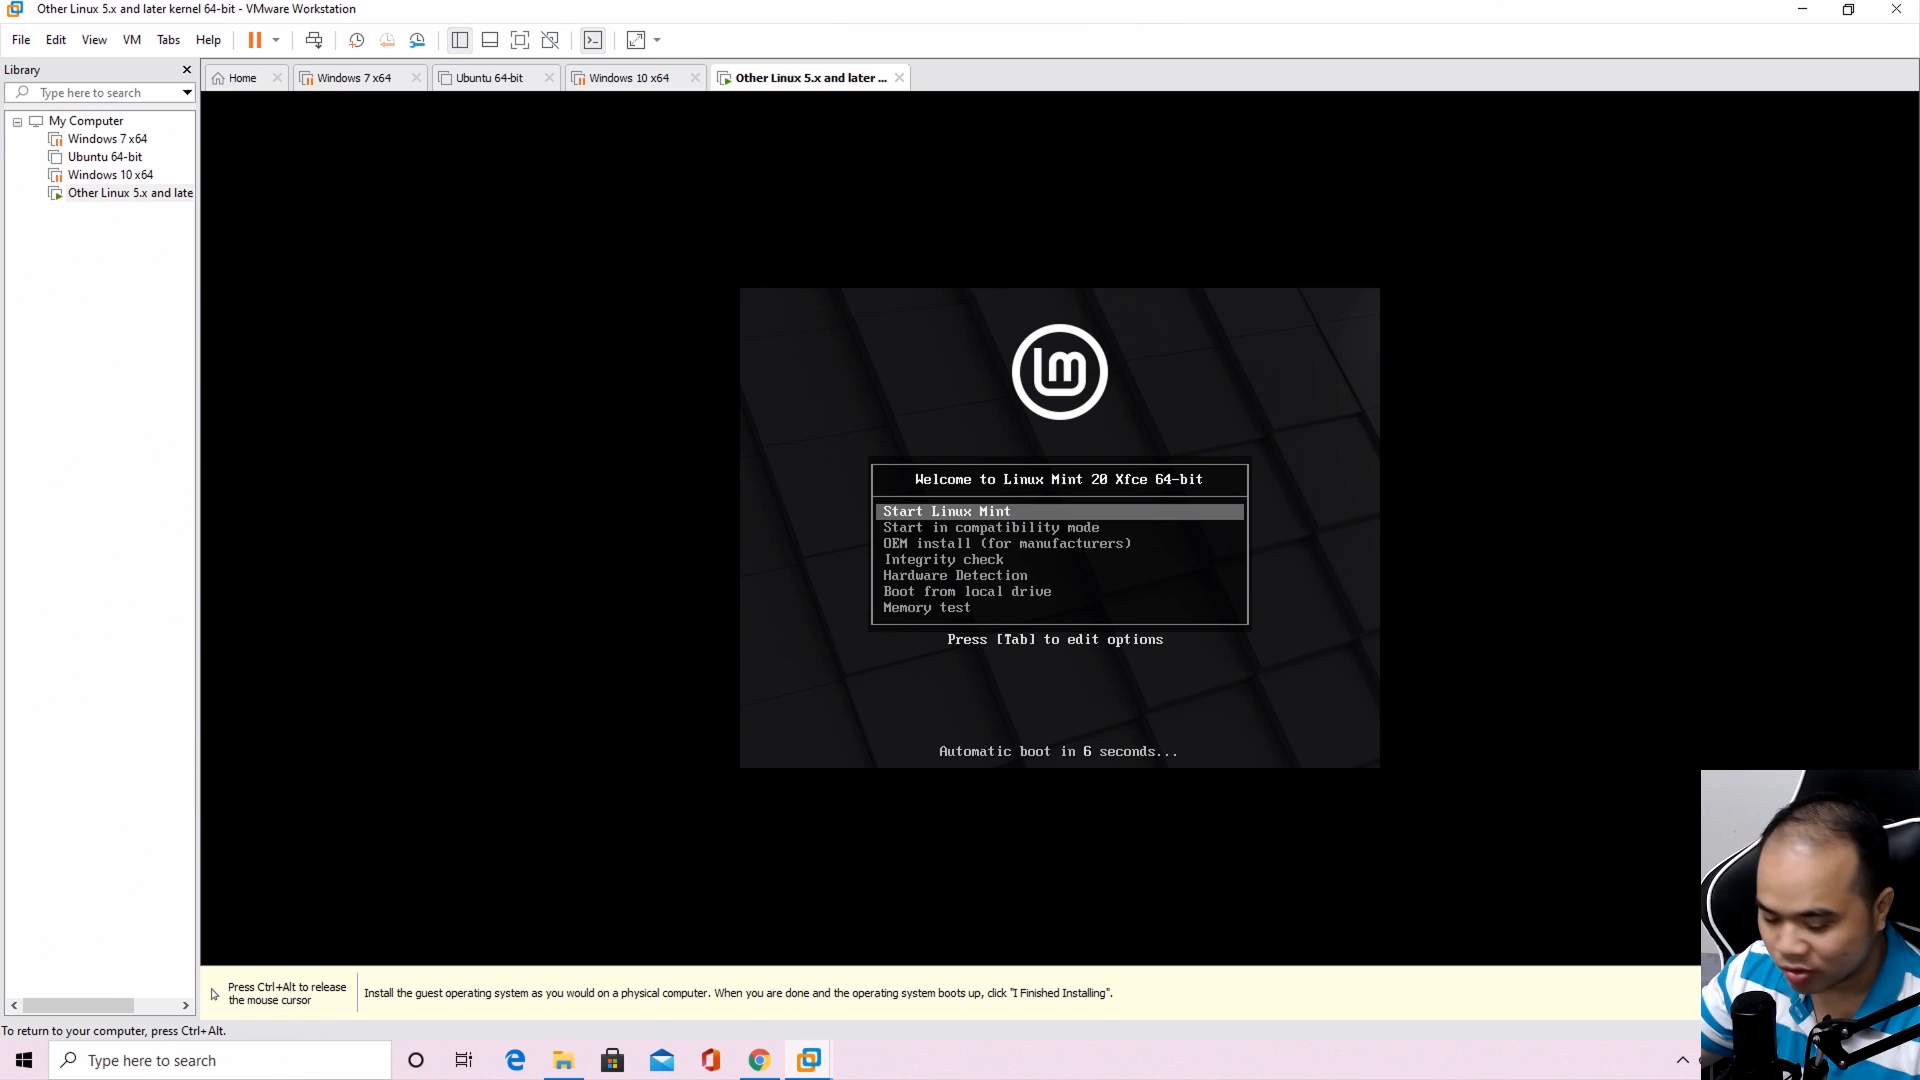 Other Linux 5.x and later kernel 64-bit - VMware Workstation
File Edit View VM Tabs Help
Library
Type here to search
Home
Windows 7 x64
Ubuntu 64-bit
Windows 10 x64
Other Linux 5.x and later ...
My Computer
Windows 7 x64
Ubuntu 64-bit
Windows 10 x64
Other Linux 5.x and late
lm
Welcome to Linux Mint 20 Xfce 64-bit
Start Linux Mint
Start in compatibility mode
OEM install (for manufacturers)
Integrity check
Hardware Detection
Boot from local drive
Memory test
Press [Tab] to edit options
Automatic boot in 6 seconds...
Press Ctrl+Alt to release
the mouse cursor
Install the guest operating system as you would on a physical computer. When you are done and the operating system boots up, click "I Finished Installing".
To return to your computer, press Ctrl+Alt.
Type here to search